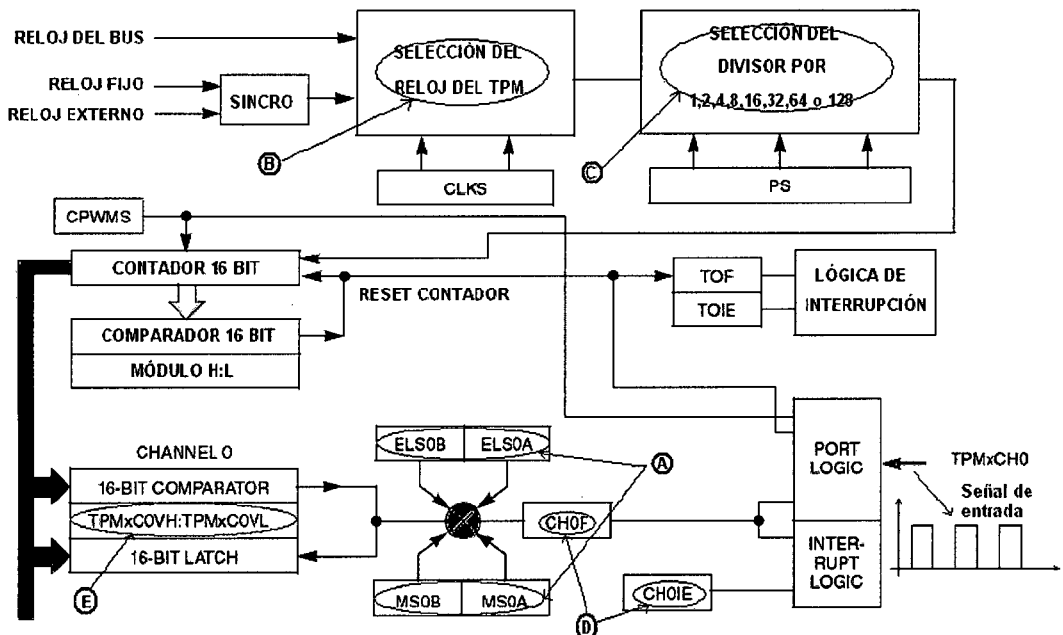 RELOJ DEL BUS
RELOJ FIJO
RELOJ EXTERNO
SINCRO
SELECCIÓN DEL
RELOJ DEL TPM
SELECCIÓN DEL
DIVISOR POR
1,2,4,8,16,32,64 o 128
B
C
CLKS
PS
CPWMS
CONTADOR 16 BIT
RESET CONTADOR
COMPARADOR 16 BIT
MÓDULO H:L
TOF
TOIE
LÓGICA DE
INTERRUPCIÓN
CHANNEL 0
16-BIT COMPARATOR
TPMxC0VH:TPMxC0VL
16-BIT LATCH
E
ELS0B
ELS0A
A
MS0B
MS0A
CH0F
CH0IE
D
PORT
LOGIC
INTER-
RUPT
LOGIC
TPMxCH0
Señal de
entrada